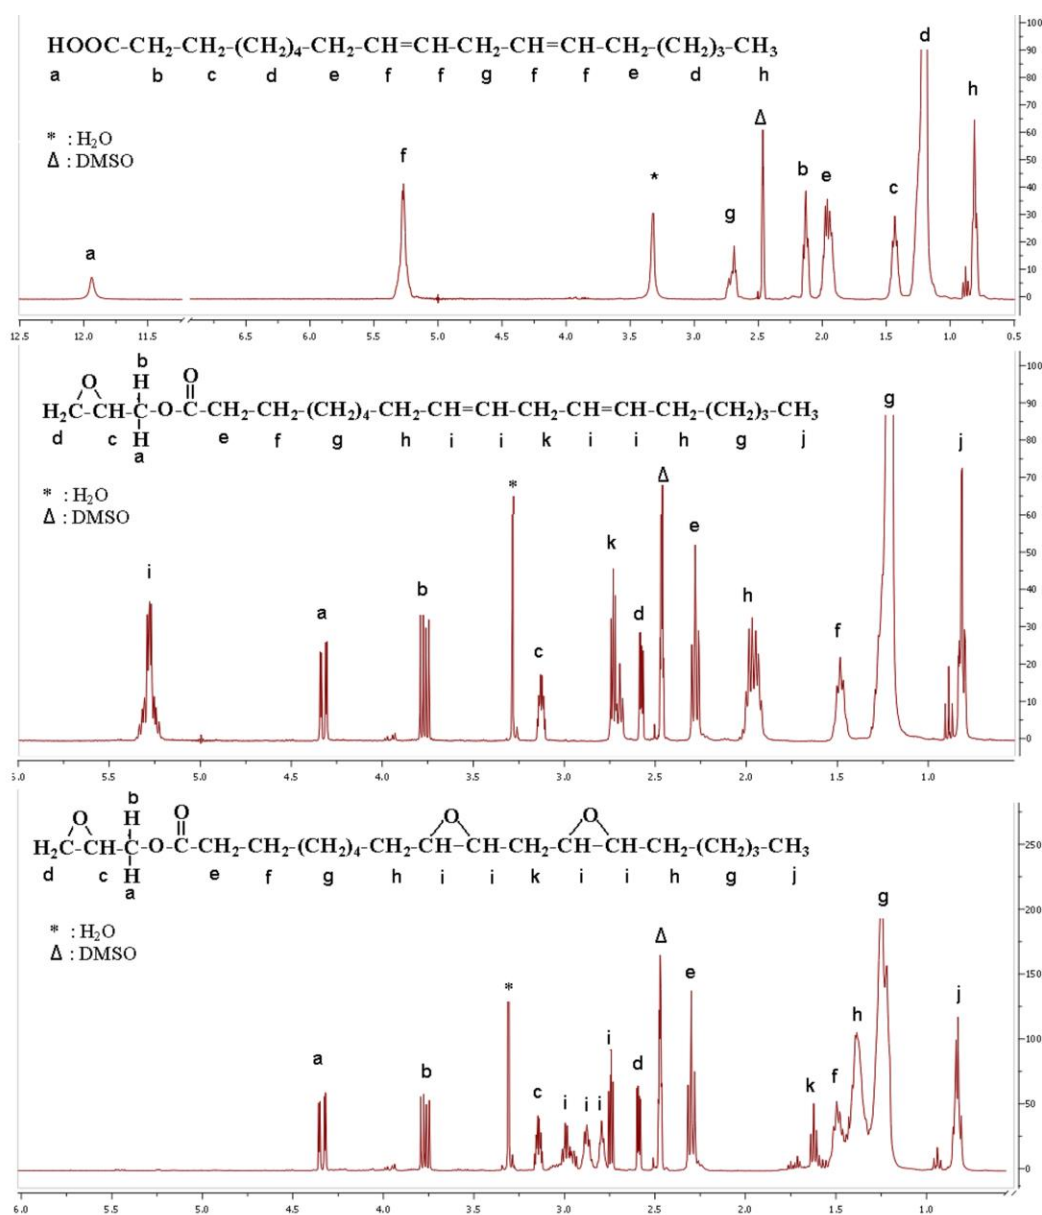 HOOC-CH₂-CH₂-(CH₂)₄-CH₂-CH=CH-CH₂-CH=CH-CH₂-(CH₂)₃-CH₃
a b c d e f f g f f e d h
* : H₂O
Δ : DMSO
a f * g Δ b e c d h
100
90
80
70
60
50
40
30
20
10
0
12.5 12.0 11.5 6.5 6.0 5.5 5.0 4.5 4.0 3.5 3.0 2.5 2.0 1.5 1.0 0.5
b
O H O
H₂C-CH-C-O-C-CH₂-CH₂-(CH₂)₄-CH₂-CH=CH-CH₂-CH=CH-CH₂-(CH₂)₃-CH₃
d c H e f g h i i k i i h g j
a
* : H₂O
Δ : DMSO
i a b * c k d Δ e h f g j
100
90
80
70
60
50
40
30
20
10
0
6.0 5.5 5.0 4.5 4.0 3.5 3.0 2.5 2.0 1.5 1.0
b
O H O O O
H₂C-CH-C-O-C-CH₂-CH₂-(CH₂)₄-CH₂-CH-CH-CH₂-CH-CH-CH₂-(CH₂)₃-CH₃
d c H e f g h i i k i i h g j
a
* : H₂O
Δ : DMSO
a b * c i i i i d Δ e k f h g j
250
200
150
100
50
0
6.0 5.5 5.0 4.5 4.0 3.5 3.0 2.5 2.0 1.5 1.0